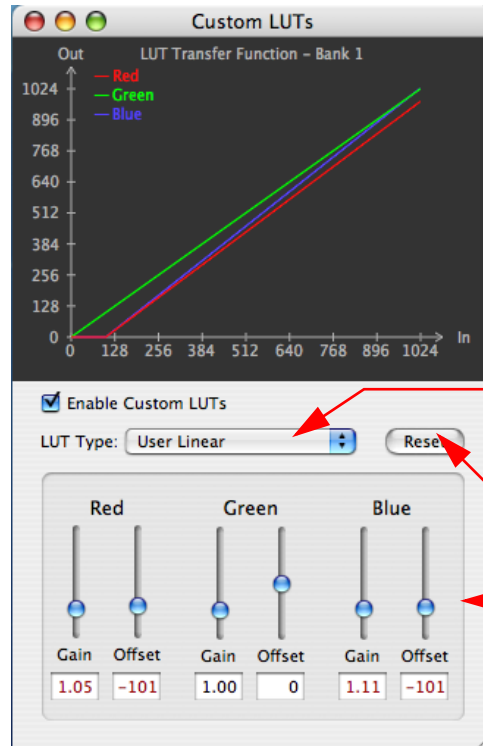 Custom LUTs
Out LUT Transfer Function – Bank 1
Red
Green
Blue
1024
896
768
640
512
384
256
128
0
0 128 256 384 512 640 768 896 1024 In
Enable Custom LUTs
LUT Type: User Linear Reset
Red Green Blue
Gain Offset Gain Offset Gain Offset
1.05 -101 1.00 0 1.11 -101